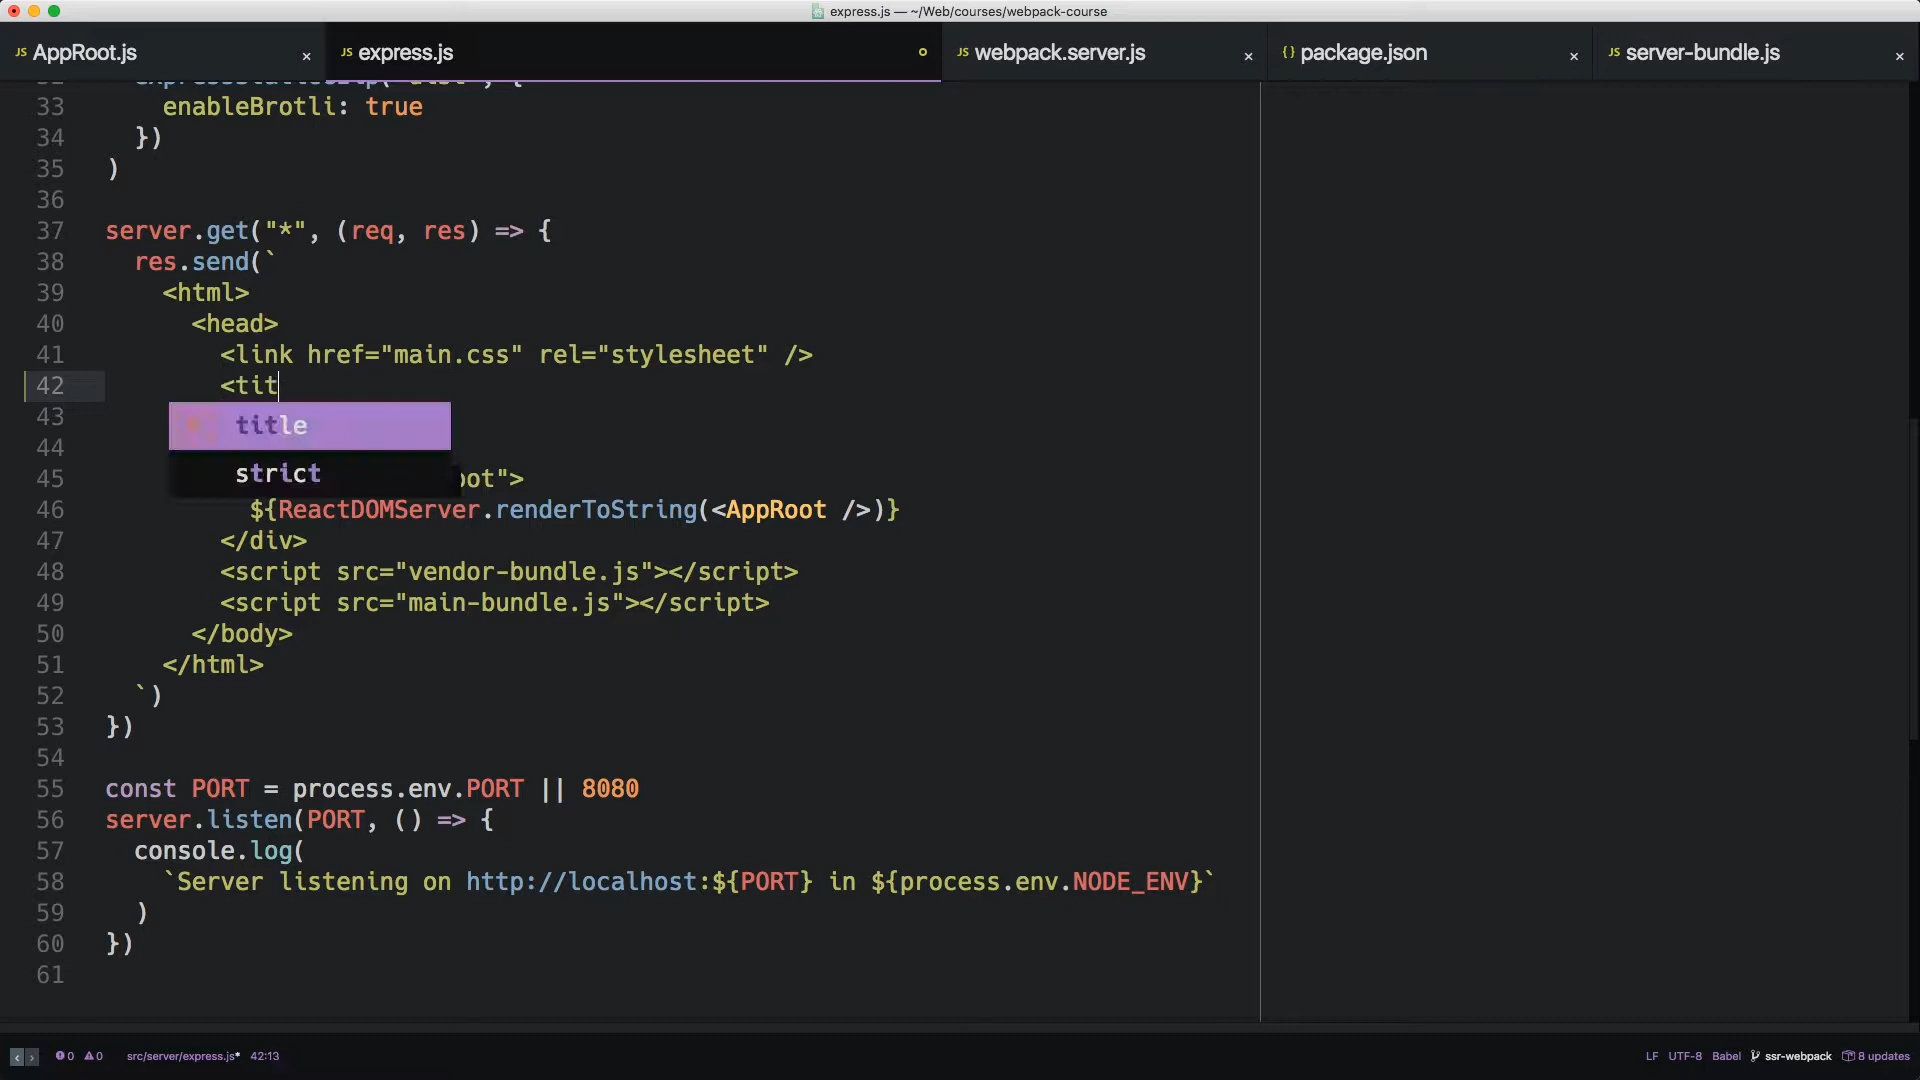 express.js — ~/Web/courses/webpack-course
JS AppRoot.js ×
JS express.js
JS webpack.server.js ×
{} package.json ×
JS server-bundle.js ×
33 enableBrotli: true
34 })
35 )
36
37 server.get("*", (req, res) => {
38 res.send(`
39 <html>
40 <head>
41 <link href="main.css" rel="stylesheet" />
42 <tit
43 title
44 strict
45 oot">
46 ${ReactDOMServer.renderToString(<AppRoot />)}
47 </div>
48 <script src="vendor-bundle.js"></script>
49 <script src="main-bundle.js"></script>
50 </body>
51 </html>
52 `)
53 })
54
55 const PORT = process.env.PORT || 8080
56 server.listen(PORT, () => {
57 console.log(
58 `Server listening on http://localhost:${PORT} in ${process.env.NODE_ENV}`
59 )
60 })
61
0 0 src/server/express.js* 42:13
LF UTF-8 Babel ssr-webpack 8 updates